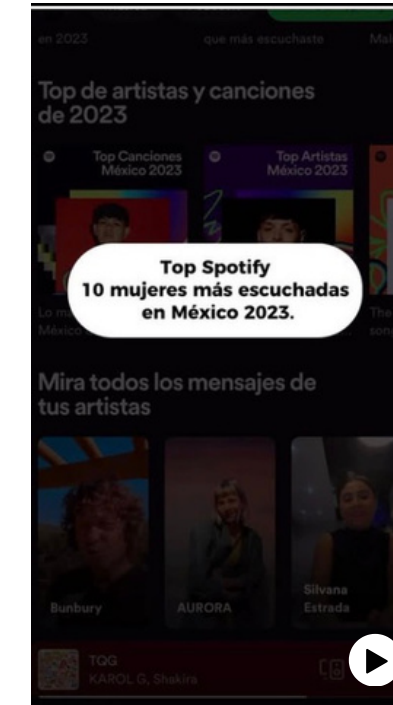 en 2023
que más escuchaste
Top de artistas y canciones
de 2023
Top Canciones
México 2023
Top Artistas
México 2023
Top Spotify
10 mujeres más escuchadas
en México 2023.
México
Mira todos los mensajes de
tus artistas
Bunbury
AURORA
Silvana
Estrada
TQG
KAROL G, Shakira